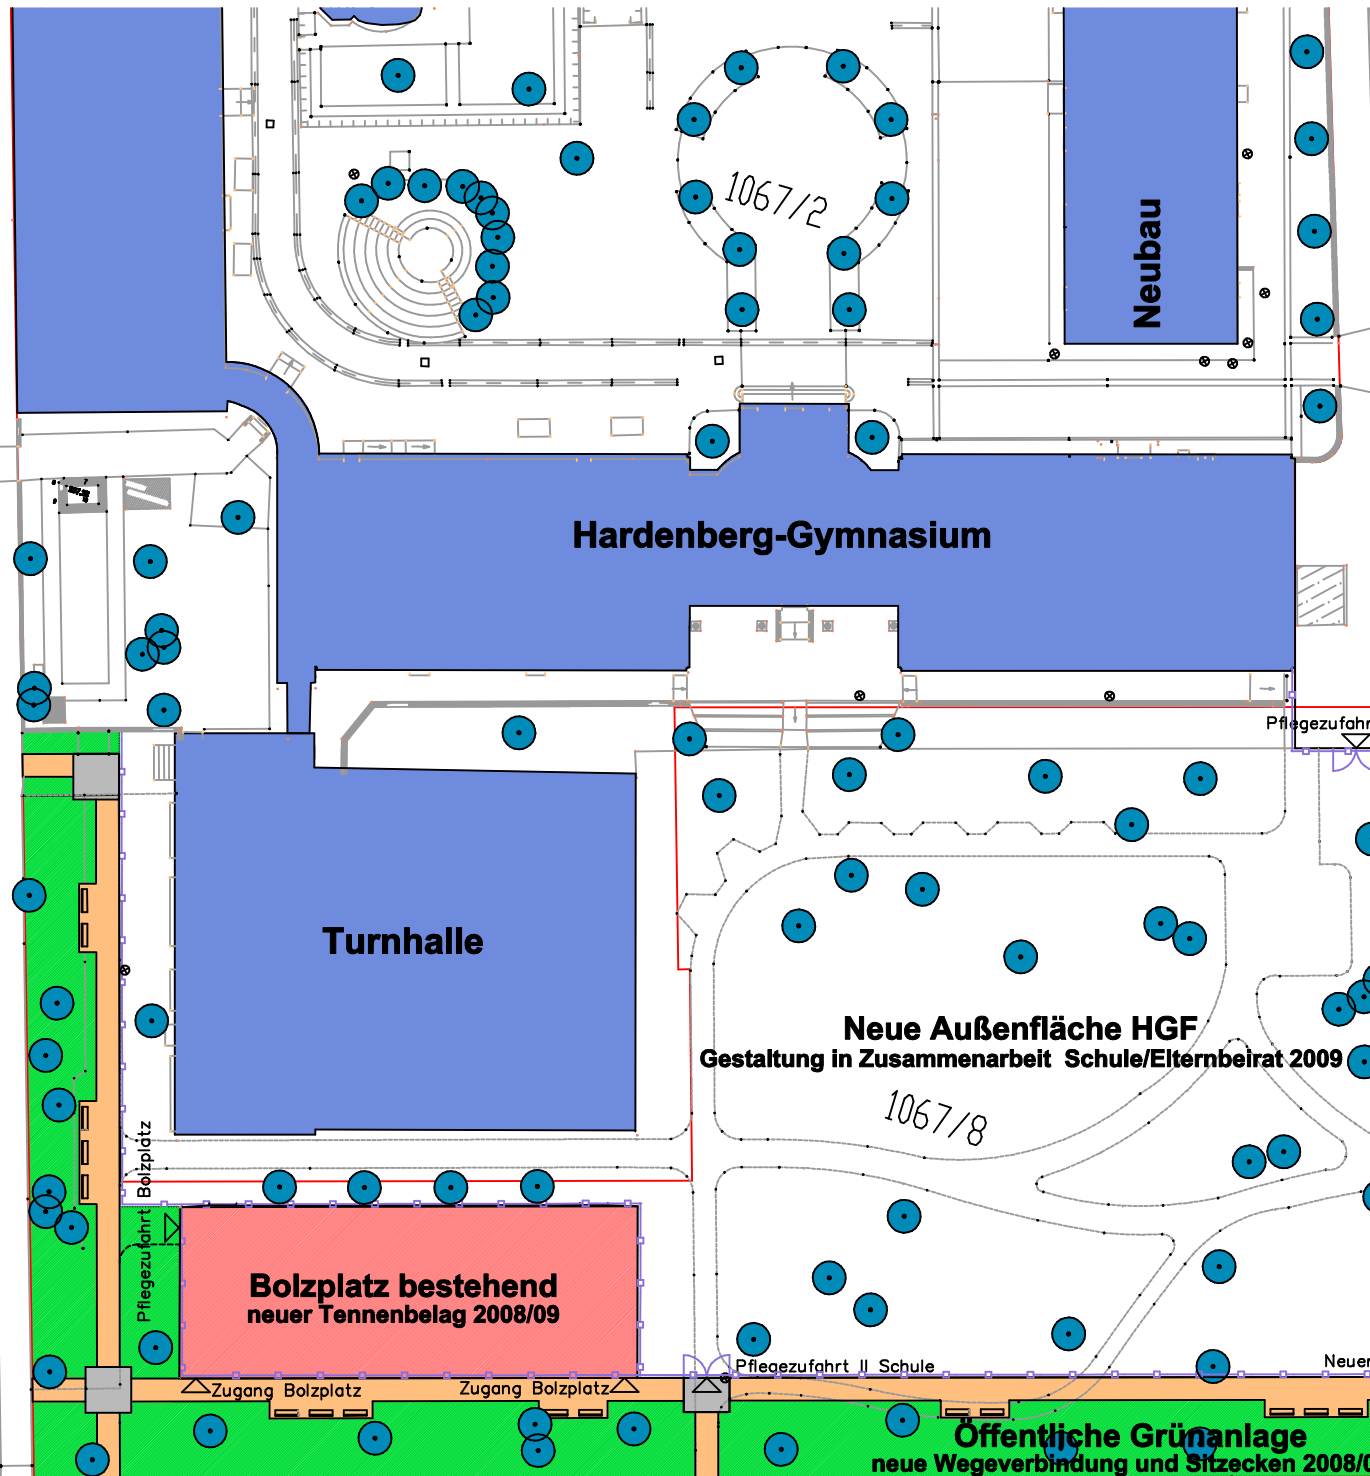 1067/2
Neubau
Hardenberg-Gymnasium
Pflegezufahr
Turnhalle
Neue Außenfläche HGF
Gestaltung in Zusammenarbeit Schule/Elternbeirat 2009
1067/8
Pflegezufahrt Bolzplatz
Bolzplatz bestehend
neuer Tennenbelag 2008/09
Pflegezufahrt II Schule
Neuer
Zugang Bolzplatz
Zugang Bolzplatz
Öffentliche Grünanlage
neue Wegeverbindung und Sitzecken 2008/0